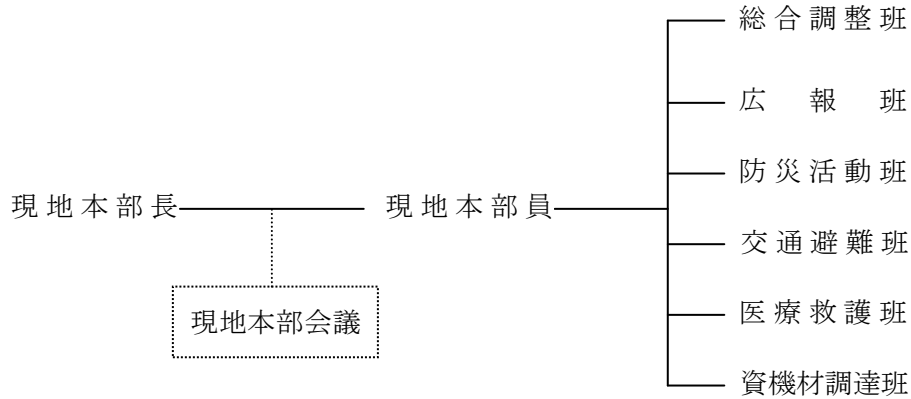 総合調整班
広報班
防災活動班
現地本部長
現地本部員
交通避難班
現地本部会議
医療救護班
資機材調達班